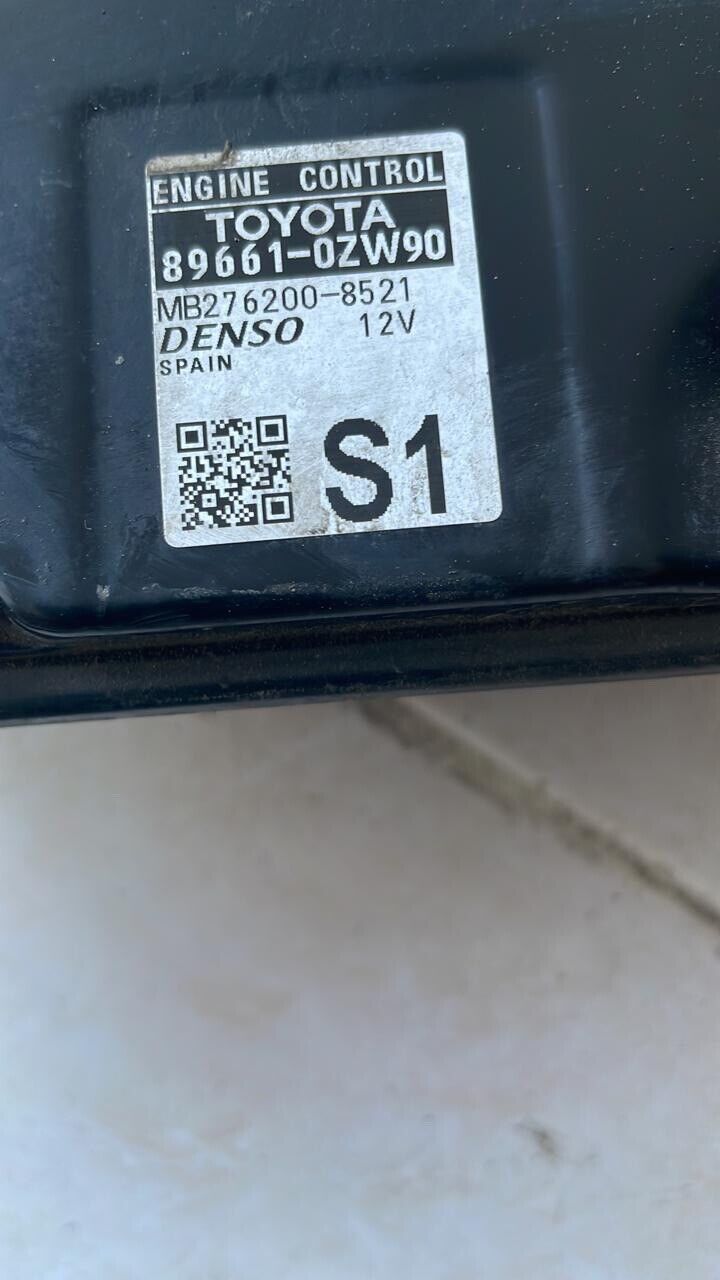 ENGINE CONTROL
TOYOTA
89661-0ZW90
MB276200-8521
DENSO 12V
SPAIN
S1